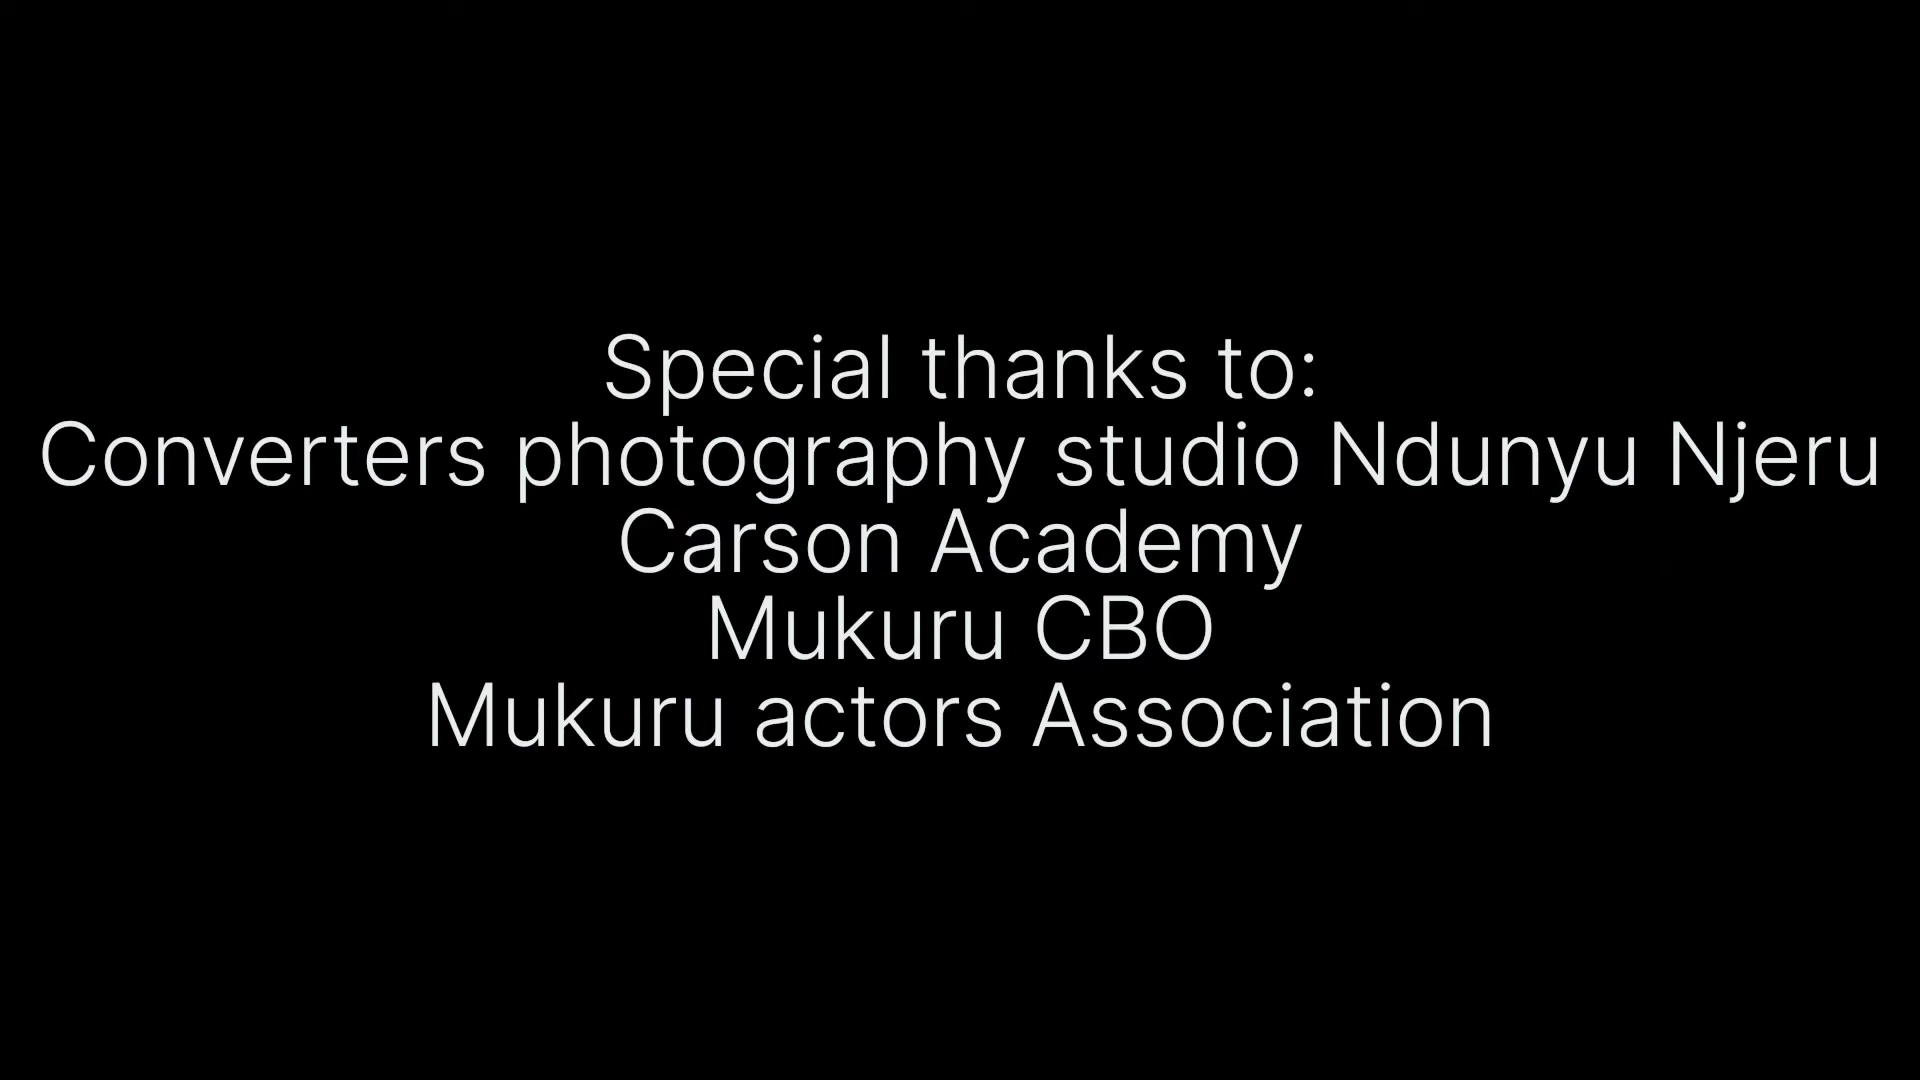 Special thanks to:
Converters photography studio Ndunyu Njeru
Carson Academy
Mukuru CBO
Mukuru actors Association